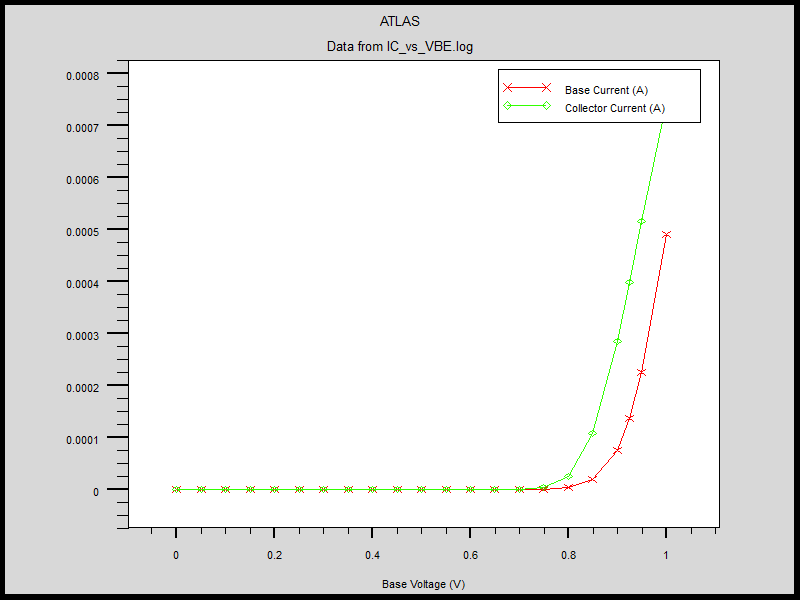 ATLAS
Data from IC_vs_VBE.log
Base Current (A)
Collector Current (A)
0.0008
0.0007
0.0006
0.0005
0.0004
0.0003
0.0002
0.0001
0
0 0.2 0.4 0.6 0.8 1
Base Voltage (V)